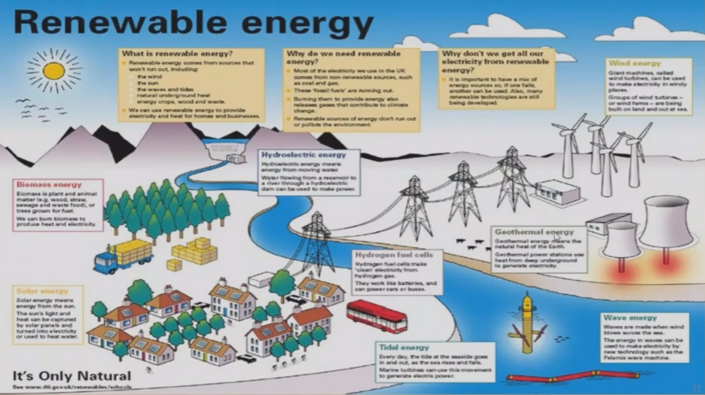 Renewable energy
What is renewable energy?
Renewable energy comes from sources that
won't run out, including:
the wind
the sun
the waves and tides
natural underground heat
energy crops, wood and waste.
We can use renewable energy to provide
electricity and heat for homes and businesses.
Why do we need renewable
energy?
Most of the electricity we use in the UK
comes from non-renewable sources, such
as coal and gas.
These 'fossil fuels' are running out.
Burning them to provide energy also
releases gases that contribute to climate
change.
Renewable sources of energy don't run out
or pollute the environment.
Why don't we get all our
electricity from renewable
energy?
It is important to have a mix of
energy sources so, if one fails,
another can be used. Also, many
renewable technologies are still
being developed.
Wind energy
Giant machines, called
wind turbines, can be used
to make electricity in windy
places.
Groups of wind turbines –
or wind farms – are being
built on land and out at sea.
Hydroelectric energy
Hydroelectric energy means
energy from moving water.
Water flowing from a reservoir to
a river through a hydroelectric
dam can be used to make power.
Biomass energy
Biomass is plant and animal
matter (e.g. wood, straw,
sewage and waste food), or
trees grown for fuel.
We can burn biomass to
produce heat and electricity.
Geothermal energy
Geothermal energy means the
natural heat of the Earth.
Geothermal power stations use
heat from deep underground
to generate electricity.
Hydrogen fuel cells
Hydrogen fuel cells make
'clean' electricity from
hydrogen gas.
They work like batteries, and
can power cars or buses.
Solar energy
Solar energy means
energy from the sun.
The sun's light and
heat can be captured
by solar panels and
turned into electricity
or used to heat water.
Wave energy
Waves are made when wind
blows across the sea.
The energy in waves can be
used to make electricity by
new technology such as the
Pelamis wave machine.
Tidal energy
Every day, the tide at the seaside goes
in and out, as the sea rises and falls.
Marine turbines can use this movement
to generate electric power.
It's Only Natural
See www.dti.gov.uk/renewables/schools
17